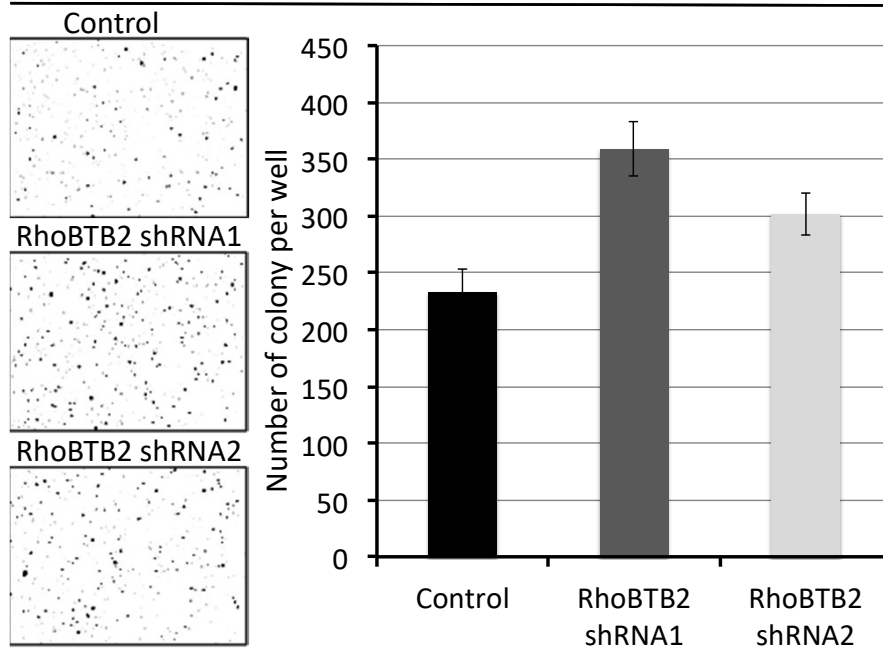 Control
RhoBTB2 shRNA1
RhoBTB2 shRNA2
Number of colony per well
450
400
350
300
250
200
150
100
50
0
Control
RhoBTB2
shRNA1
RhoBTB2
shRNA2